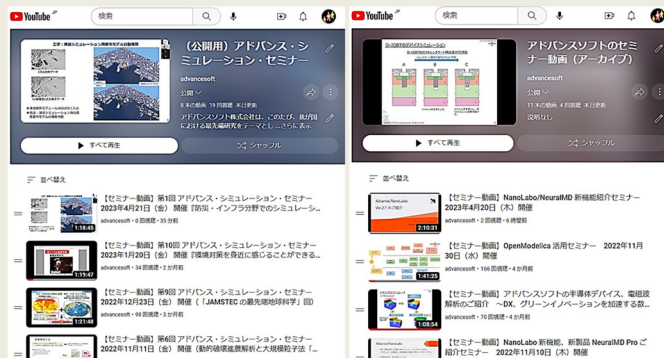 YouTube JP
検索
（公開用）アドバンス・シ
ミュレーション・セミナー
advancesoft
公開
8 本の動画 19 回視聴 本日更新
アドバンスソフト株式会社は、このたび、我が国
における最先端研究をテーマとし...さらに表示
すべて再生
シャッフル
並べ替え
1:18:45
【セミナー動画】第1回 アドバンス・シミュレーション・セミナー
2023年4月21日（金） 開催『防災・インフラ分野でのシミュレーシ...
advancesoft・0 回視聴・35 分前
1:19:47
【セミナー動画】第10回 アドバンス・シミュレーション・セミナー
2023年1月20日（金） 開催『環境対策を身近に感じることができる...
advancesoft・34 回視聴・2 か月前
1:21:48
【セミナー動画】第9回 アドバンス・シミュレーション・セミナー
2022年12月23日（金） 開催（「JAMSTEC の最先端地球科学」回）
advancesoft・98 回視聴・3 か月前
【セミナー動画】第6回 アドバンス・シミュレーション・セミナー
2022年11月11日（金） 開催（動的破壊進展解析と大規模粒子法「...
YouTube JP
検索
アドバンスソフトのセミ
ナー動画（アーカイブ）
advancesoft
公開
11 本の動画 4 回視聴 本日更新
説明なし
すべて再生
シャッフル
並べ替え
2:10:31
【セミナー動画】NanoLabo/NeuralMD 新機能紹介セミナー
2023年4月20日（木）開催
advancesoft・2 回視聴・6 時間前
1:41:25
【セミナー動画】OpenModelica 活用セミナー 2022年11月
30日（水）開催
advancesoft・166 回視聴・4 か月前
1:08:54
【セミナー動画】アドバンスソフトの半導体デバイス、電磁波
解析のご紹介 ～DX、グリーンイノベーションを加速する数...
advancesoft・70 回視聴・4 か月前
【セミナー動画】NanoLabo 新機能、新製品 NeuralMD Pro ご
紹介セミナー 2022年11月10日（木）開催